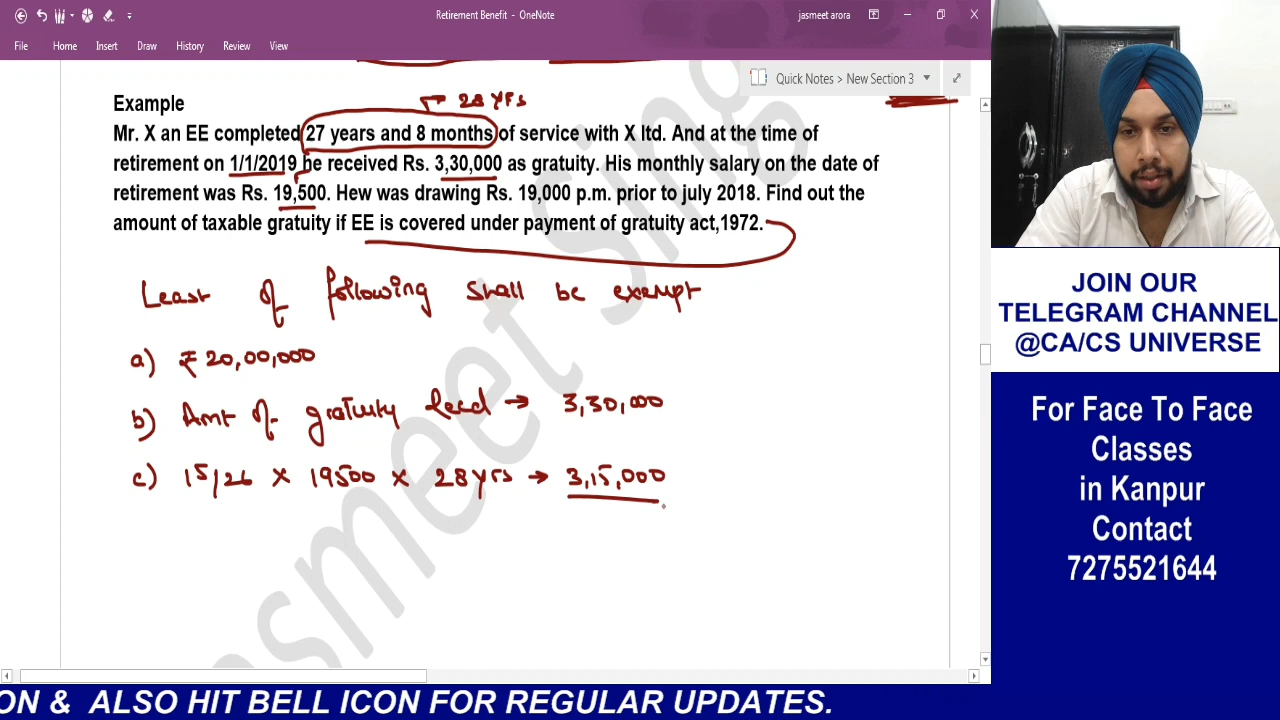 Retirement Benefit - OneNote
jasmeet arora
File Home Insert Draw History Review View
Quick Notes > New Section 3
Example
28 yrs
Mr. X an EE completed 27 years and 8 months of service with X ltd. And at the time of
retirement on 1/1/2019 he received Rs. 3,30,000 as gratuity. His monthly salary on the date of
retirement was Rs. 19,500. Hew was drawing Rs. 19,000 p.m. prior to july 2018. Find out the
amount of taxable gratuity if EE is covered under payment of gratuity act,1972.
Least of following shall be exempt
a) ₹ 20,00,000
b) Amt of gratuity → 3,30,000
c) 15/26 × 19500 × 28 yrs → 3,15,000
JOIN OUR
TELEGRAM CHANNEL
@CA/CS UNIVERSE
For Face To Face
Classes
in Kanpur
Contact
7275521644
ON & ALSO HIT BELL ICON FOR REGULAR UPDATES.